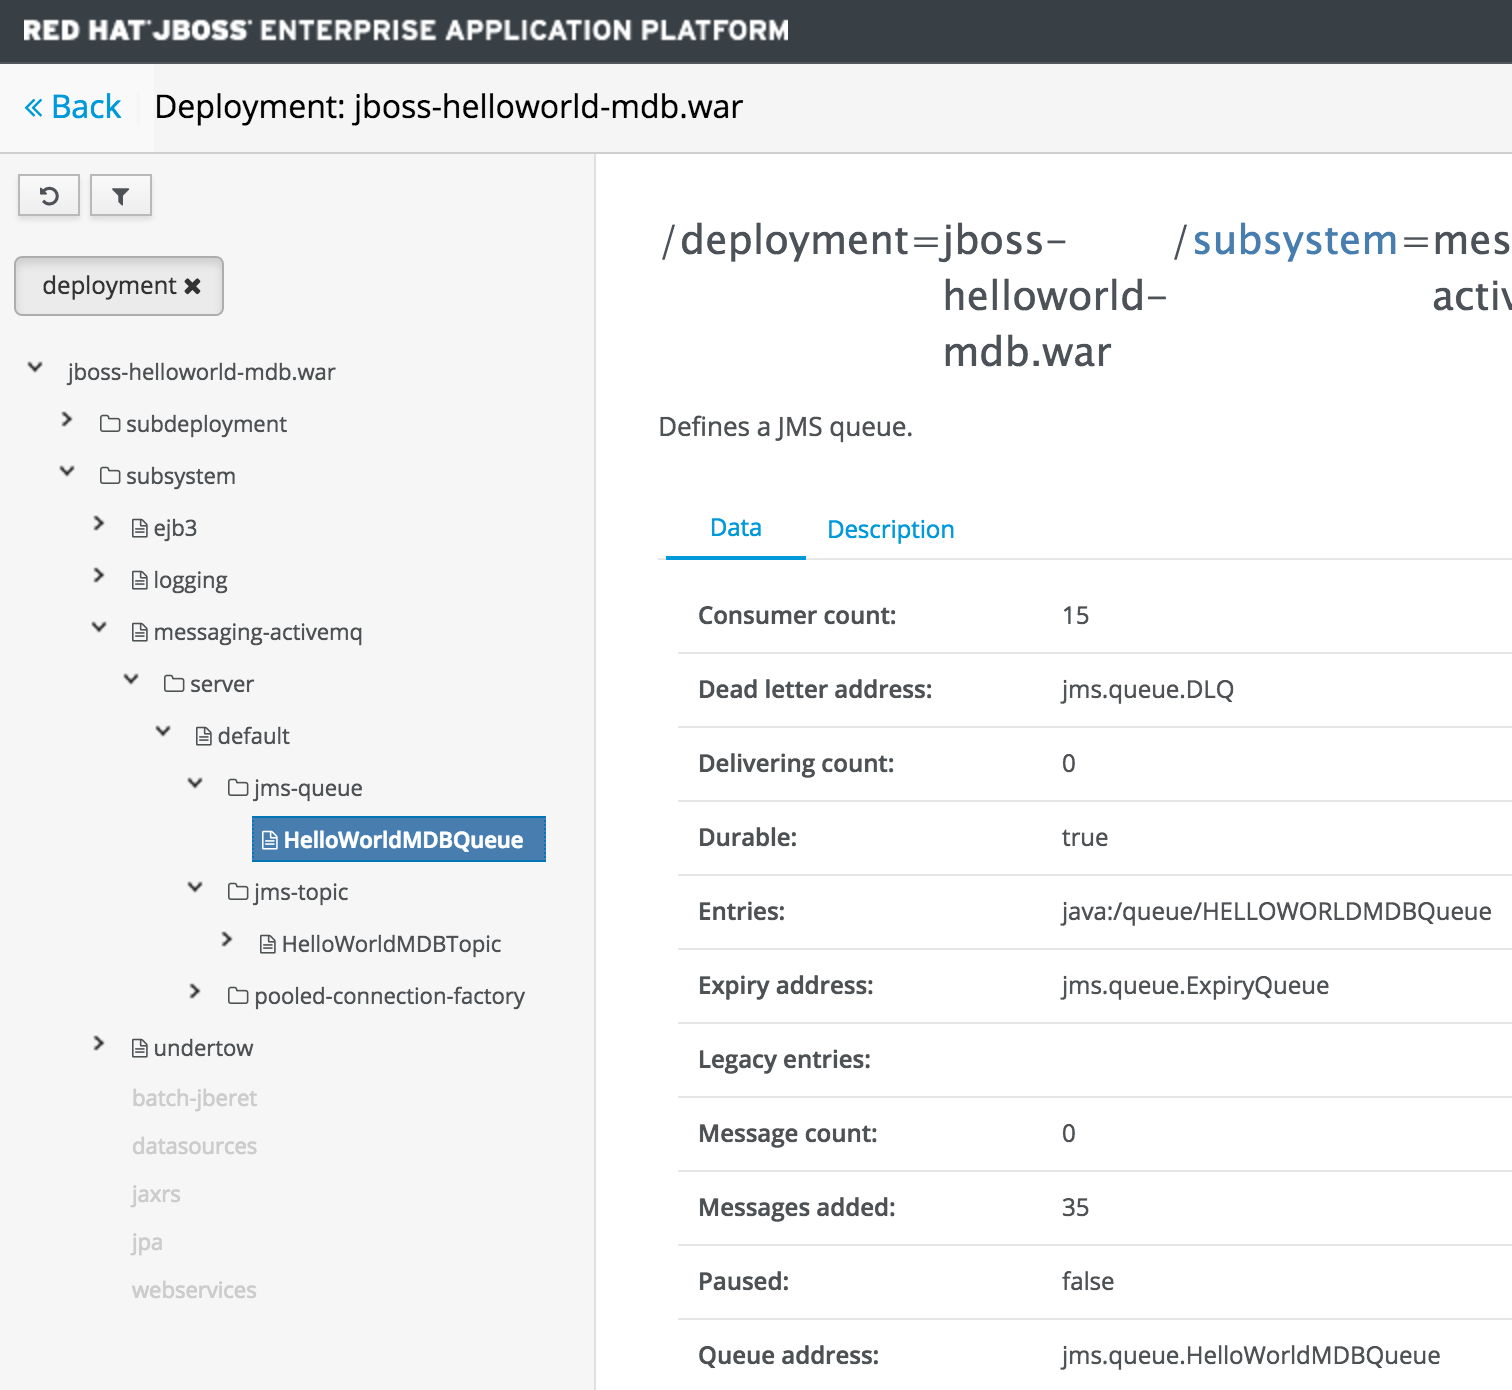 RED HAT® JBOSS® ENTERPRISE APPLICATION PLATFORM
« Back Deployment: jboss-helloworld-mdb.war
deployment ✖
jboss-helloworld-mdb.war
subdeployment
subsystem
ejb3
logging
messaging-activemq
server
default
jms-queue
HelloWorldMDBQueue
jms-topic
HelloWorldMDBTopic
pooled-connection-factory
undertow
batch-jberet
datasources
jaxrs
jpa
webservices
/deployment=jboss- /subsystem=mes
helloworld- activ
mdb.war
Defines a JMS queue.
Data Description
Consumer count: 15
Dead letter address: jms.queue.DLQ
Delivering count: 0
Durable: true
Entries: java:/queue/HELLOWORLDMDBQueue
Expiry address: jms.queue.ExpiryQueue
Legacy entries:
Message count: 0
Messages added: 35
Paused: false
Queue address: jms.queue.HelloWorldMDBQueue